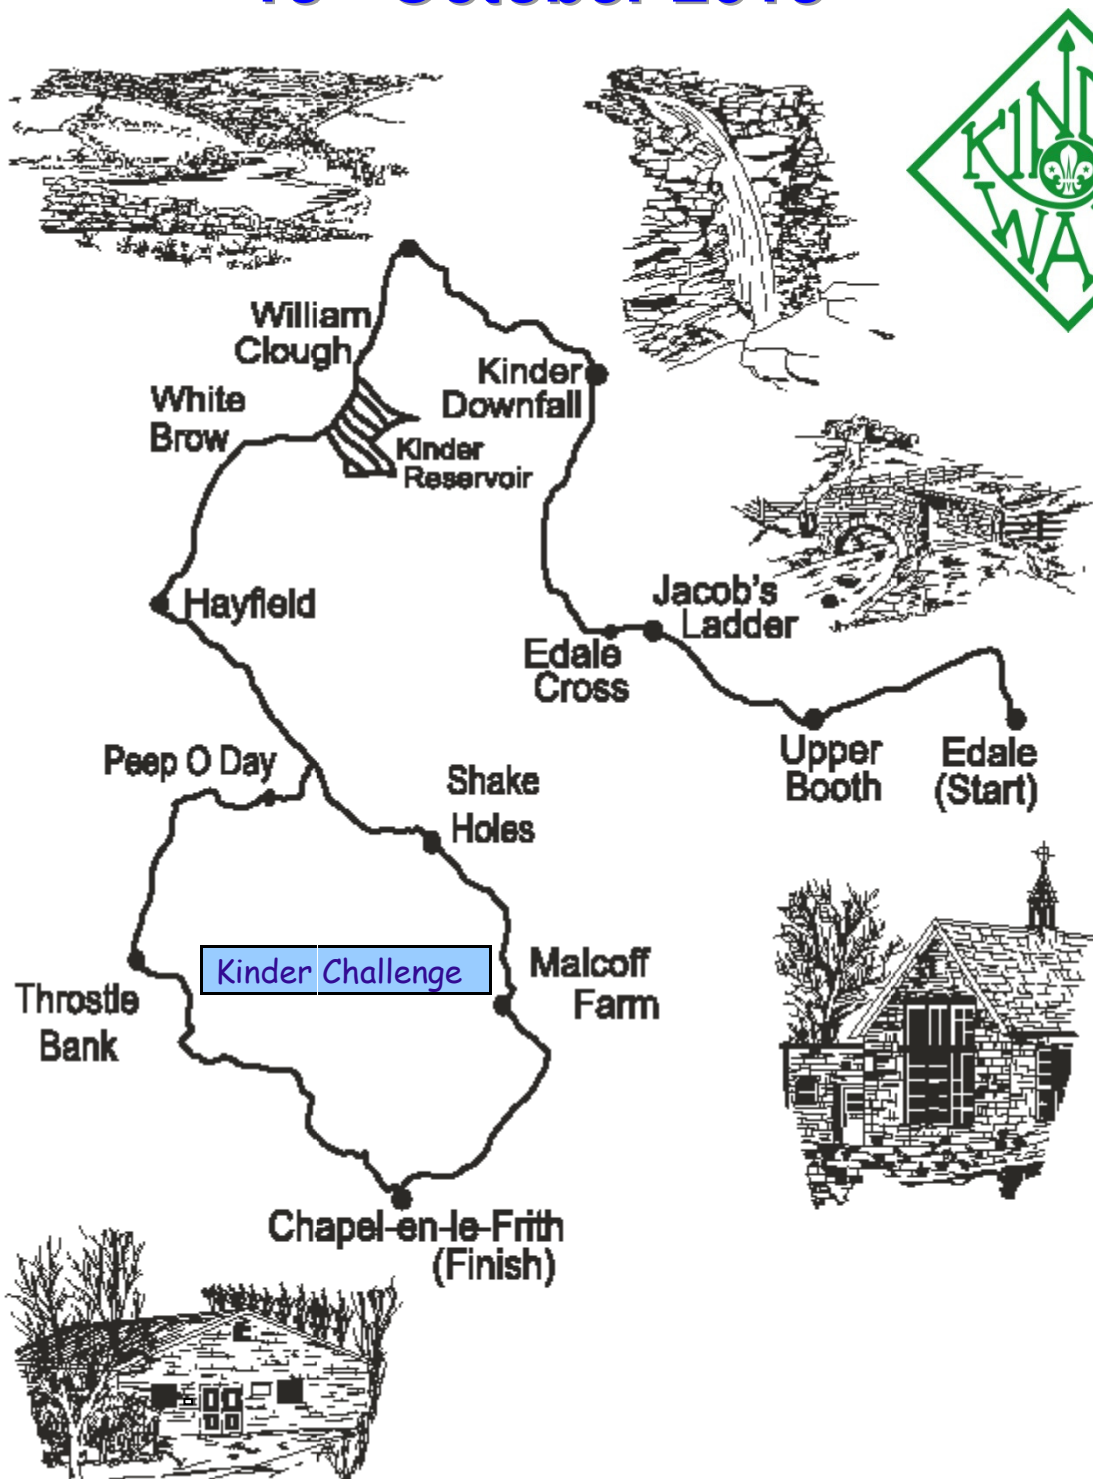 William
Clough
Kinder
Downfall
White
Brow
Kinder
Reservoir
Hayfield
Jacob's
Ladder
Edale
Cross
Upper
Booth
Edale
(Start)
Peep O Day
Shake
Holes
Kinder Challenge
Malcoff
Farm
Throstle
Bank
Chapel-en-le-Frith
(Finish)